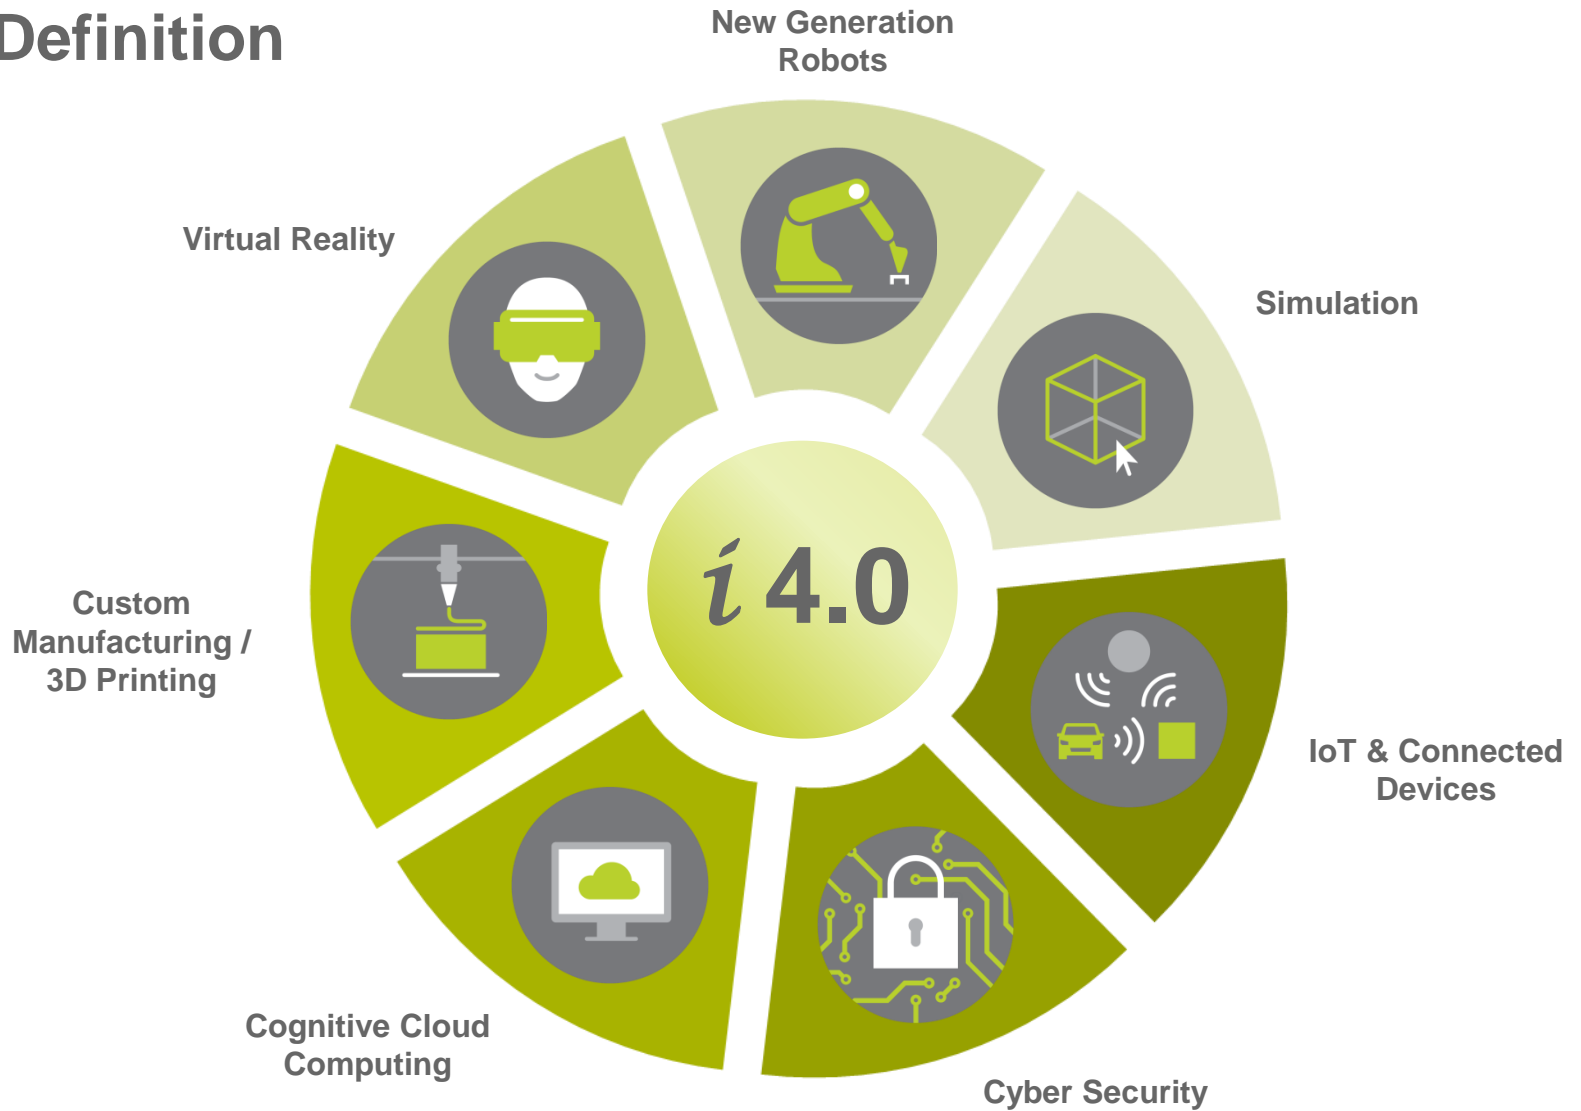 Definition
New Generation
Robots
Virtual Reality
Simulation
i 4.0
Custom
Manufacturing /
3D Printing
IoT & Connected
Devices
Cognitive Cloud
Computing
Cyber Security